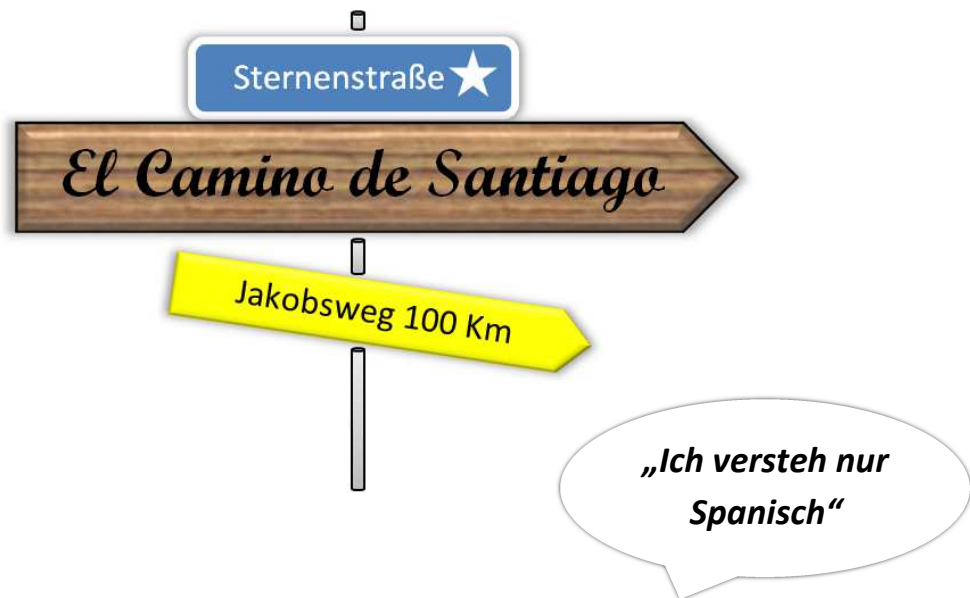 Sternenstraße
El Camino de Santiago
Jakobsweg 100 Km
„Ich versteh nur
Spanisch“